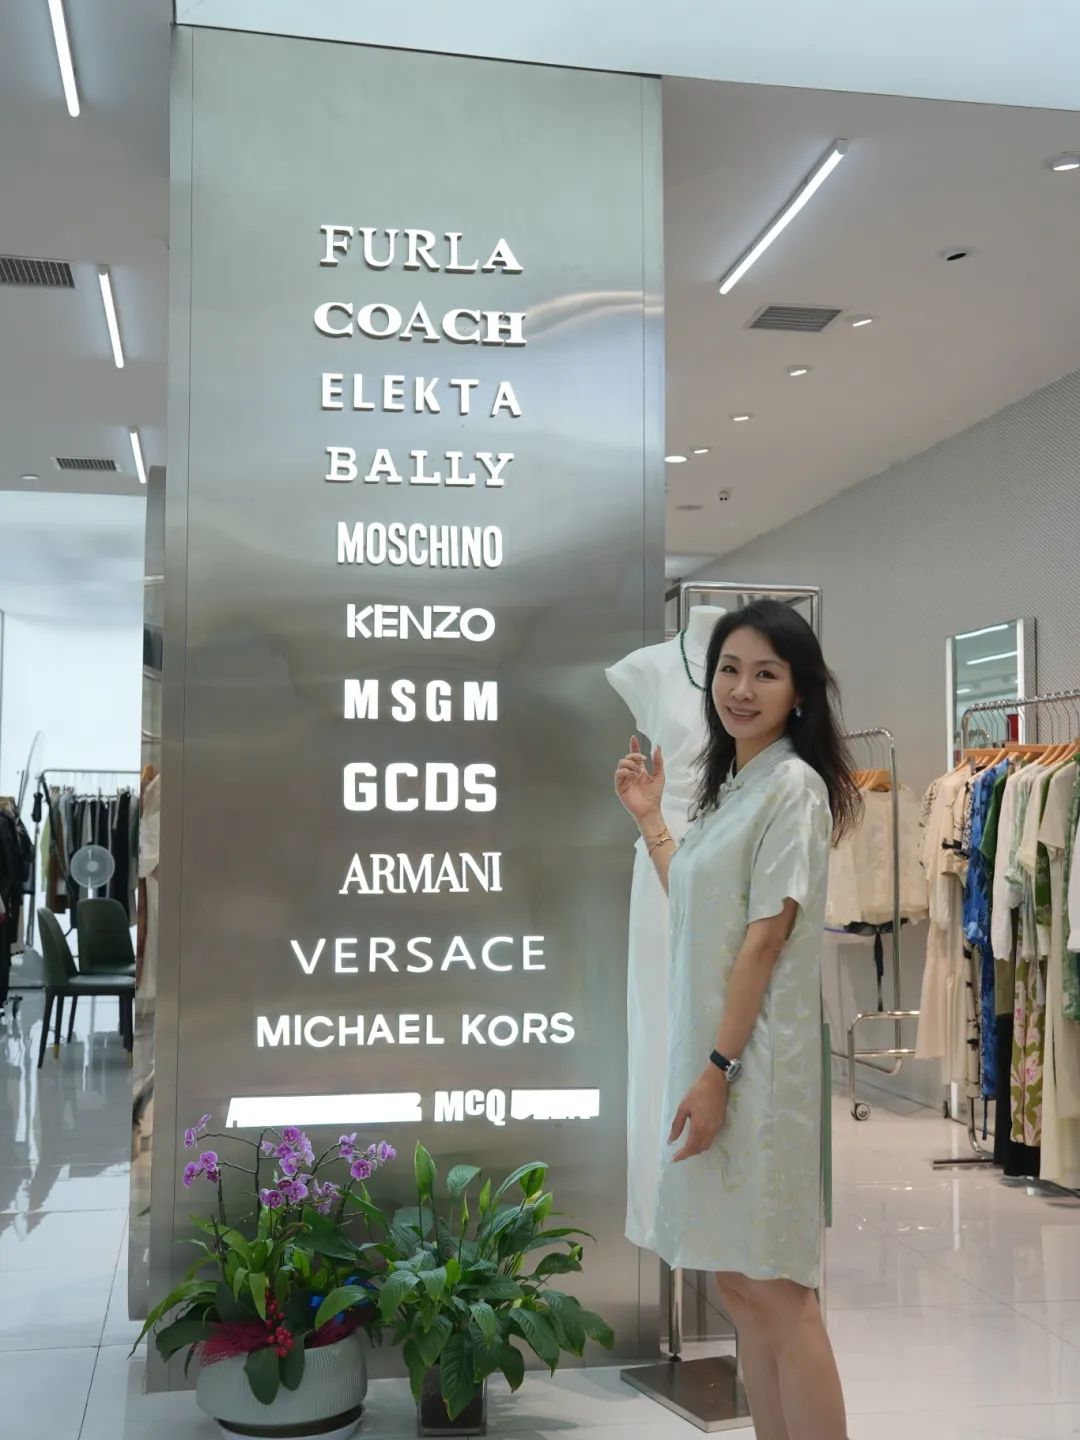 FURLA
COACH
ELEKTA
BALLY
MOSCHINO
KENZO
MSGM
GCDS
ARMANI
VERSACE
MICHAEL KORS
McQ